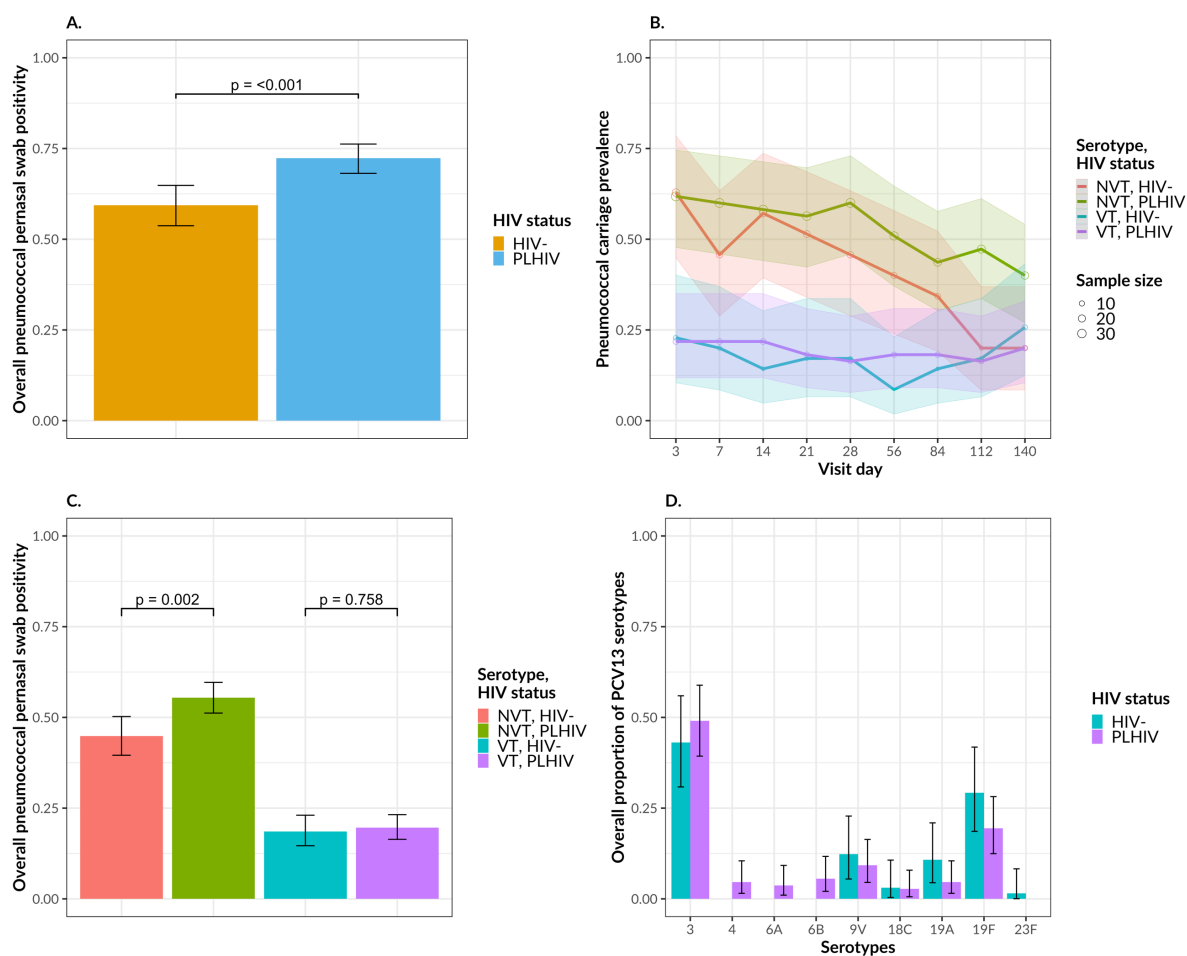 A.
Overall pneumococcal pernasal swab positivity
1.00
0.75
0.50
0.25
0.00
p = <0.001
HIV status
HIV-
PLHIV
B.
Pneumococcal carriage prevalence
1.00
0.75
0.50
0.25
0.00
3 7 14 21 28 56 84 112 140
Visit day
Serotype,
HIV status
NVT, HIV-
NVT, PLHIV
VT, HIV-
VT, PLHIV
Sample size
10
20
30
C.
Overall pneumococcal pernasal swab positivity
1.00
0.75
0.50
0.25
0.00
p = 0.002
p = 0.758
Serotype,
HIV status
NVT, HIV-
NVT, PLHIV
VT, HIV-
VT, PLHIV
D.
Overall proportion of PCV13 serotypes
1.00
0.75
0.50
0.25
0.00
3 4 6A 6B 9V 18C 19A 19F 23F
Serotypes
HIV status
HIV-
PLHIV